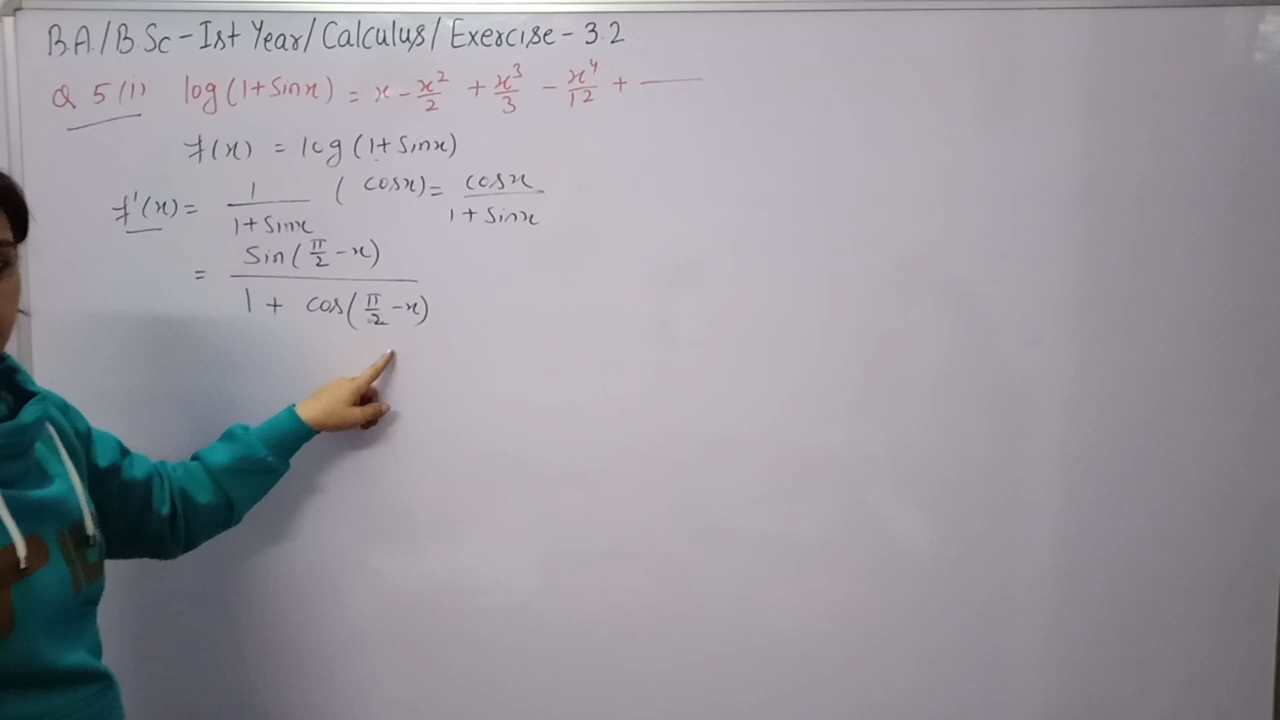 B.A./B.Sc - Ist Year/Calculus/Exercise - 3.2
Q 5(i) log(1+Sinx) = x - x²/2 + x³/3 - x⁴/12 + ——
f(x) = log(1+Sinx)
f'(x) = 1/(1+Sinx) (cosx) = cosx/(1+Sinx)
= Sin(π/2 - x)/(1 + cos(π/2 - x))